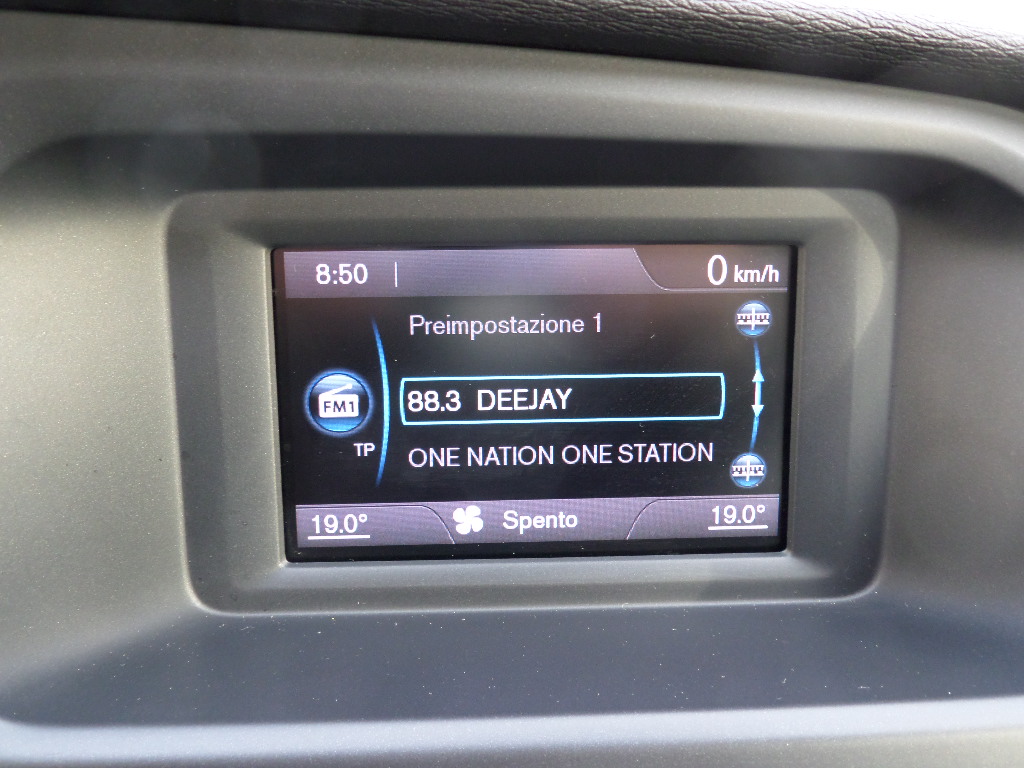 8:50
0 km/h
Preimpostazione 1
FM1
88.3 DEEJAY
TP
ONE NATION ONE STATION
19.0°
Spento
19.0°